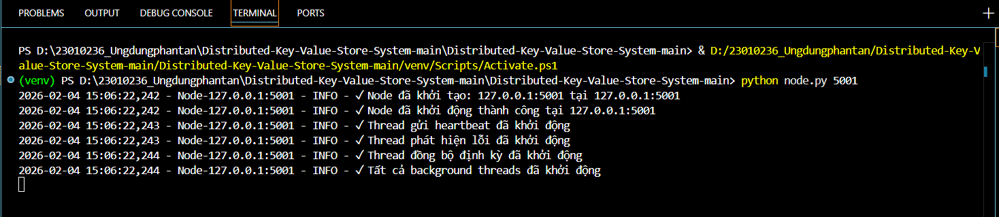 PROBLEMS OUTPUT DEBUG CONSOLE TERMINAL PORTS
PS D:\23010236_Ungdungphantan\Distributed-Key-Value-Store-System-main\Distributed-Key-Value-Store-System-main> & D:/23010236_Ungdungphantan/Distributed-Key-V
alue-Store-System-main/Distributed-Key-Value-Store-System-main/venv/Scripts/Activate.ps1
(venv) PS D:\23010236_Ungdungphantan\Distributed-Key-Value-Store-System-main\Distributed-Key-Value-Store-System-main> python node.py 5001
2026-02-04 15:06:22,242 - Node-127.0.0.1:5001 - INFO - ✓ Node đã khởi tạo: 127.0.0.1:5001 tại 127.0.0.1:5001
2026-02-04 15:06:22,242 - Node-127.0.0.1:5001 - INFO - ✓ Node đã khởi động thành công tại 127.0.0.1:5001
2026-02-04 15:06:22,243 - Node-127.0.0.1:5001 - INFO - ✓ Thread gửi heartbeat đã khởi động
2026-02-04 15:06:22,243 - Node-127.0.0.1:5001 - INFO - ✓ Thread phát hiện lỗi đã khởi động
2026-02-04 15:06:22,244 - Node-127.0.0.1:5001 - INFO - ✓ Thread đồng bộ định kỳ đã khởi động
2026-02-04 15:06:22,244 - Node-127.0.0.1:5001 - INFO - ✓ Tất cả background threads đã khởi động